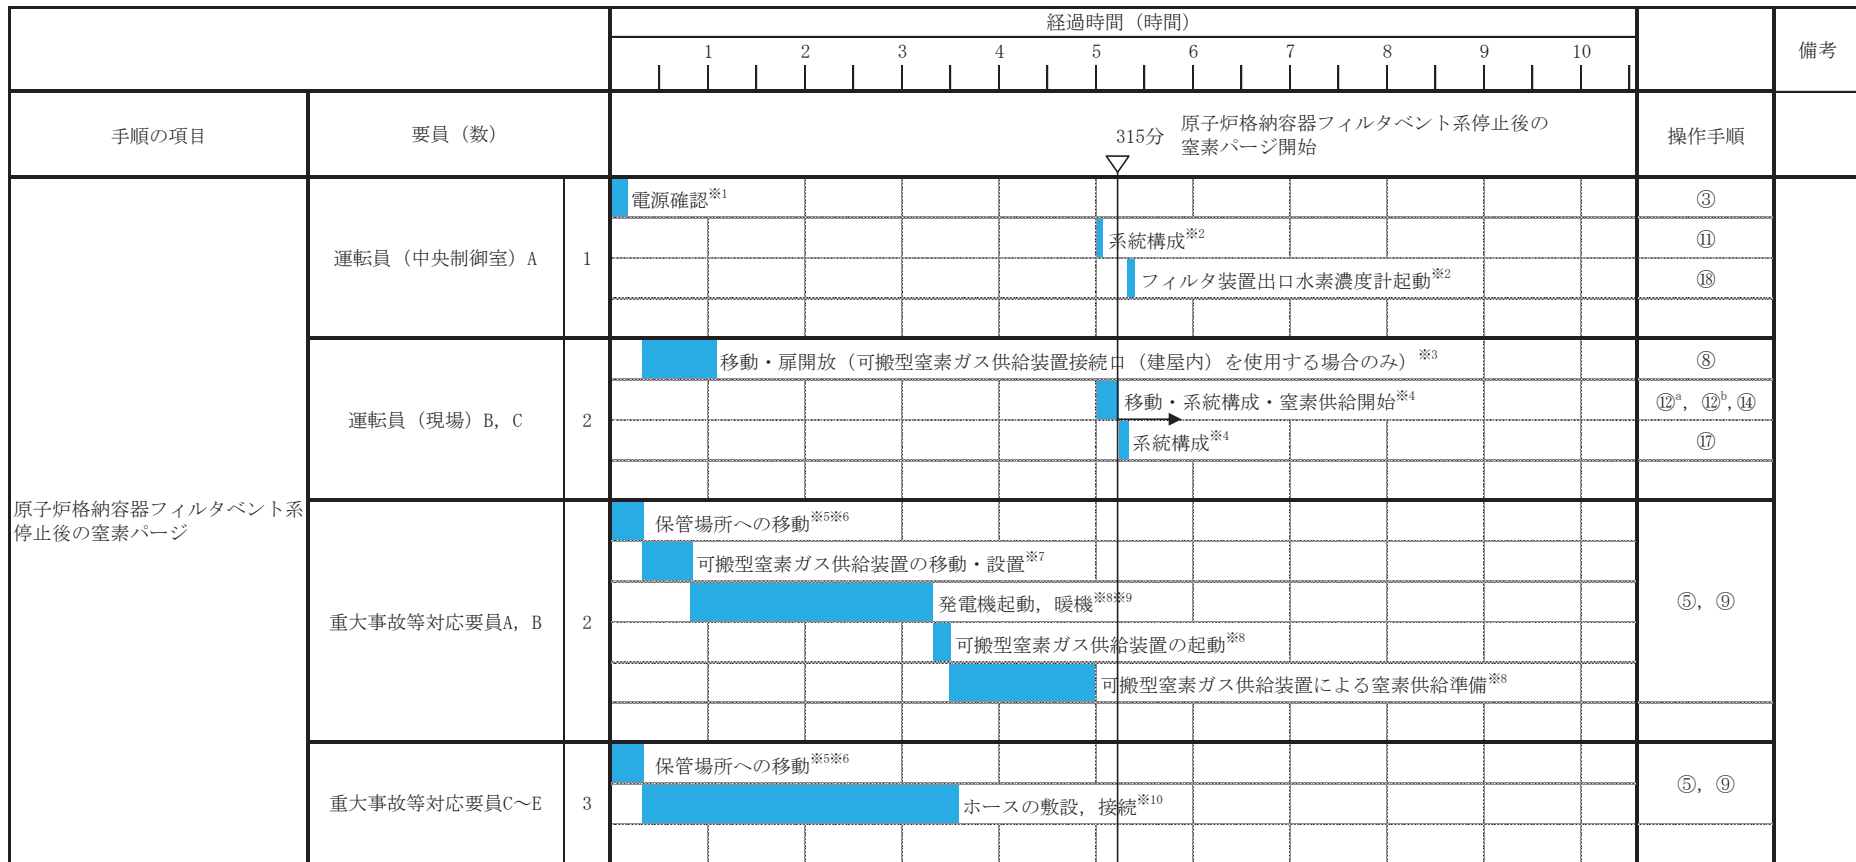 経過時間（時間）
備考
1 2 3 4 5 6 7 8 9 10
手順の項目
要員（数）
315分
原子炉格納容器フィルタベント系停止後の
窒素パージ開始
操作手順
原子炉格納容器フィルタベント系
停止後の窒素パージ
運転員（中央制御室）A
1
電源確認※1
③
系統構成※2
⑪
フィルタ装置出口水素濃度計起動※2
⑱
運転員（現場）B，C
2
移動・扉開放（可搬型窒素ガス供給装置接続口（建屋内）を使用する場合のみ）※3
⑧
移動・系統構成・窒素供給開始※4
⑫a，⑫b，⑭
系統構成※4
⑰
重大事故等対応要員A，B
2
保管場所への移動※5※6
可搬型窒素ガス供給装置の移動・設置※7
発電機起動，暖機※8※9
可搬型窒素ガス供給装置の起動※8
可搬型窒素ガス供給装置による窒素供給準備※8
⑤，⑨
重大事故等対応要員C～E
3
保管場所への移動※5※6
ホースの敷設，接続※10
⑤，⑨